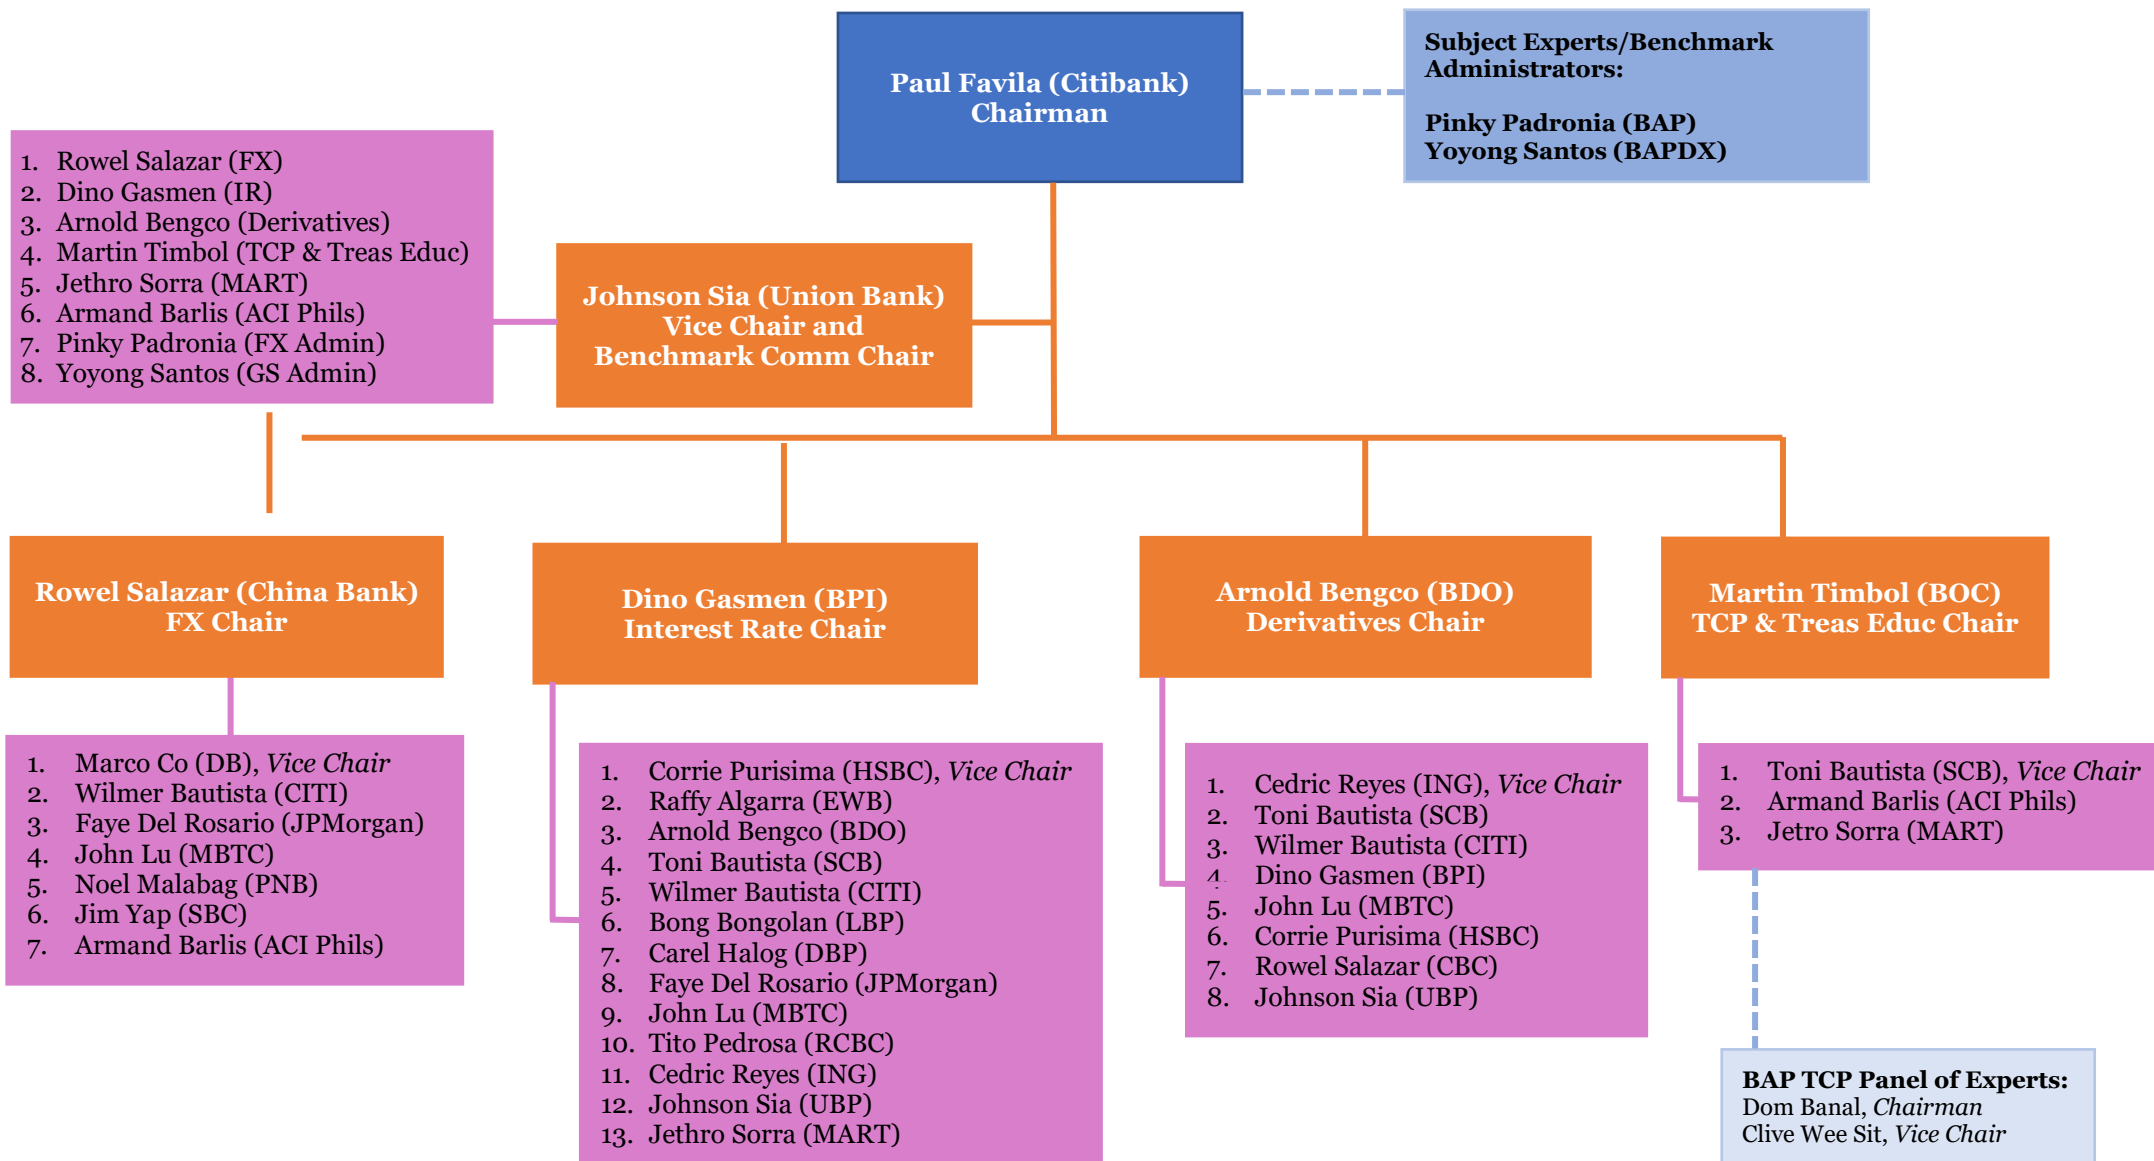 Paul Favila (Citibank)
Chairman
Subject Experts/Benchmark
Administrators:
Pinky Padronia (BAP)
Yoyong Santos (BAPDX)
1. Rowel Salazar (FX)
2. Dino Gasmen (IR)
3. Arnold Bengco (Derivatives)
4. Martin Timbol (TCP & Treas Educ)
5. Jethro Sorra (MART)
6. Armand Barlis (ACI Phils)
7. Pinky Padronia (FX Admin)
8. Yoyong Santos (GS Admin)
Johnson Sia (Union Bank)
Vice Chair and
Benchmark Comm Chair
Rowel Salazar (China Bank)
FX Chair
Dino Gasmen (BPI)
Interest Rate Chair
Arnold Bengco (BDO)
Derivatives Chair
Martin Timbol (BOC)
TCP & Treas Educ Chair
1. Marco Co (DB), Vice Chair
2. Wilmer Bautista (CITI)
3. Faye Del Rosario (JPMorgan)
4. John Lu (MBTC)
5. Noel Malabag (PNB)
6. Jim Yap (SBC)
7. Armand Barlis (ACI Phils)
1. Corrie Purisima (HSBC), Vice Chair
2. Raffy Algarra (EWB)
3. Arnold Bengco (BDO)
4. Toni Bautista (SCB)
5. Wilmer Bautista (CITI)
6. Bong Bongolan (LBP)
7. Carel Halog (DBP)
8. Faye Del Rosario (JPMorgan)
9. John Lu (MBTC)
10. Tito Pedrosa (RCBC)
11. Cedric Reyes (ING)
12. Johnson Sia (UBP)
13. Jethro Sorra (MART)
1. Cedric Reyes (ING), Vice Chair
2. Toni Bautista (SCB)
3. Wilmer Bautista (CITI)
4. Dino Gasmen (BPI)
5. John Lu (MBTC)
6. Corrie Purisima (HSBC)
7. Rowel Salazar (CBC)
8. Johnson Sia (UBP)
1. Toni Bautista (SCB), Vice Chair
2. Armand Barlis (ACI Phils)
3. Jetro Sorra (MART)
BAP TCP Panel of Experts:
Dom Banal, Chairman
Clive Wee Sit, Vice Chair